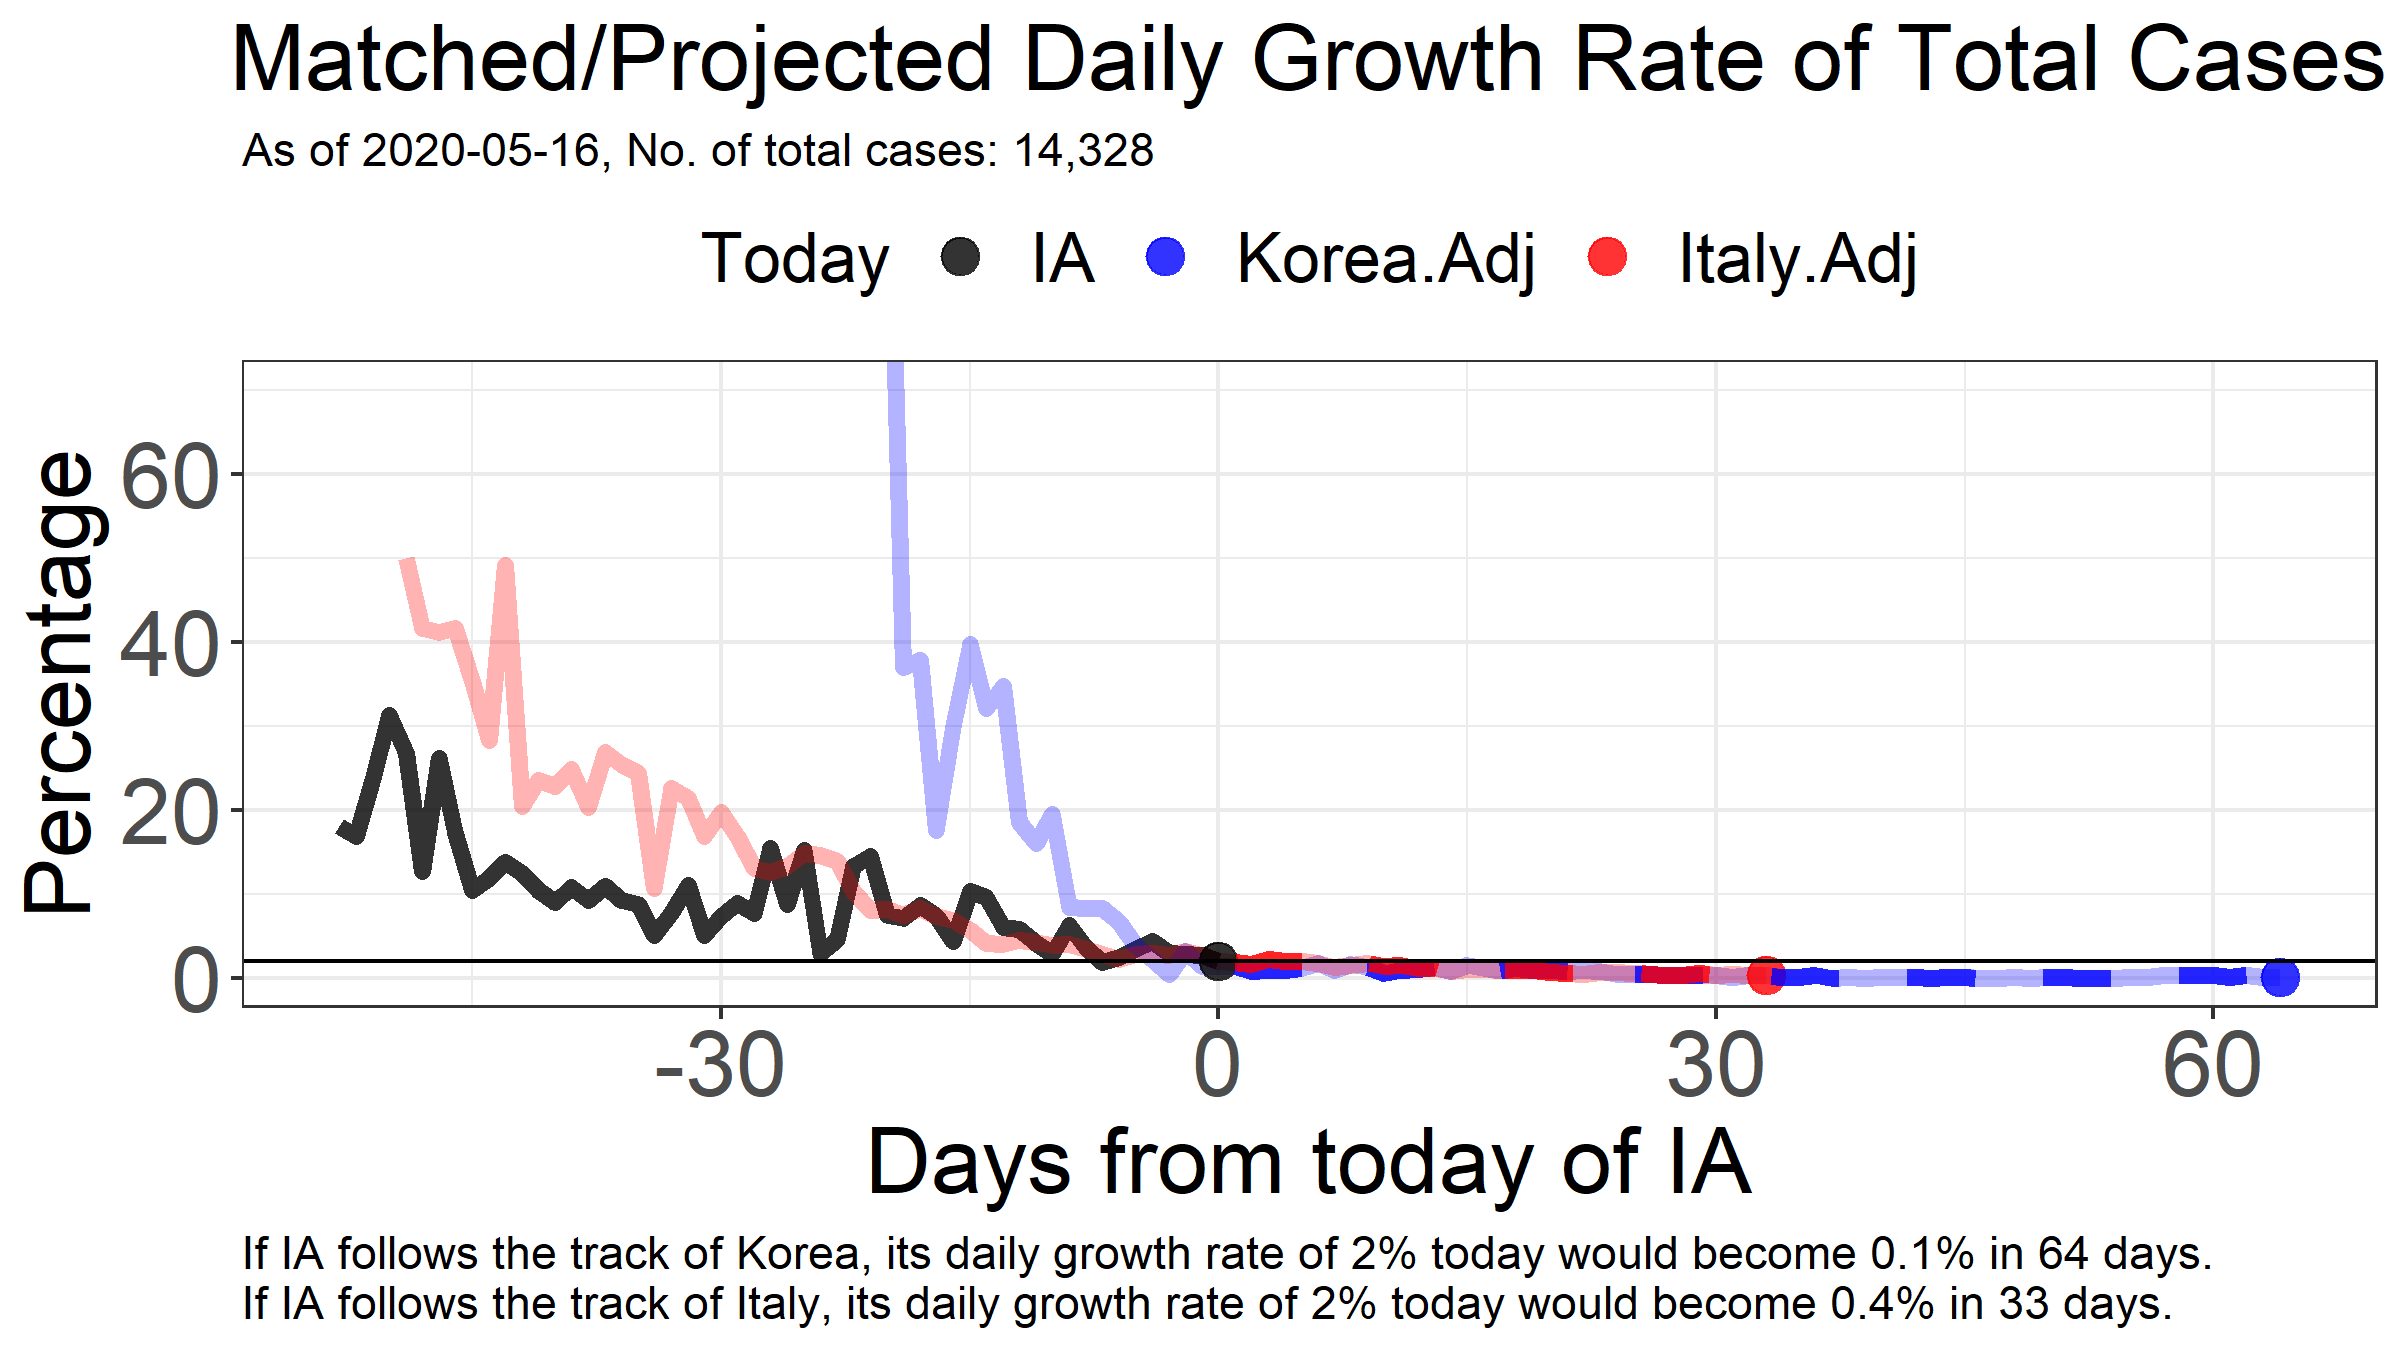 Matched/Projected Daily Growth Rate of Total Cases
As of 2020-05-16, No. of total cases: 14,328
Today IA Korea.Adj Italy.Adj
Percentage
60
40
20
0
-30 0 30 60
Days from today of IA
If IA follows the track of Korea, its daily growth rate of 2% today would become 0.1% in 64 days.
If IA follows the track of Italy, its daily growth rate of 2% today would become 0.4% in 33 days.